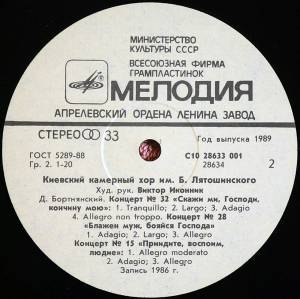 МИНИСТЕРСТВО
КУЛЬТУРЫ СССР
ВСЕСОЮЗНАЯ ФИРМА
ГРАМПЛАСТИНОК
МЕЛОДИЯ
АПРЕЛЕВСКИЙ ОРДЕНА ЛЕНИНА ЗАВОД
СТЕРЕО 33
Год выпуска 1989
ГОСТ 5289-88
С10 28633 001
Гр. 2. 1-20
28634
2
Киевский камерный хор им. Б. Лятошинского
Худ. рук. Виктор Иконник
Д. Бортнянский. Концерт № 32 «Скажи ми, Господи,
кончину мою»: 1. Tranquillo; 2. Largo; 3. Adagio
4. Allegro non troppo. Концерт № 28
«Блажен муж, бояйся Господа»
1. Adagio; 2. Largo; 3. Allegro
Концерт № 15 «Приидите, воспоим,
людие»: 1. Allegro moderato
2. Adagio; 3. Allegro
Запись 1986 г.